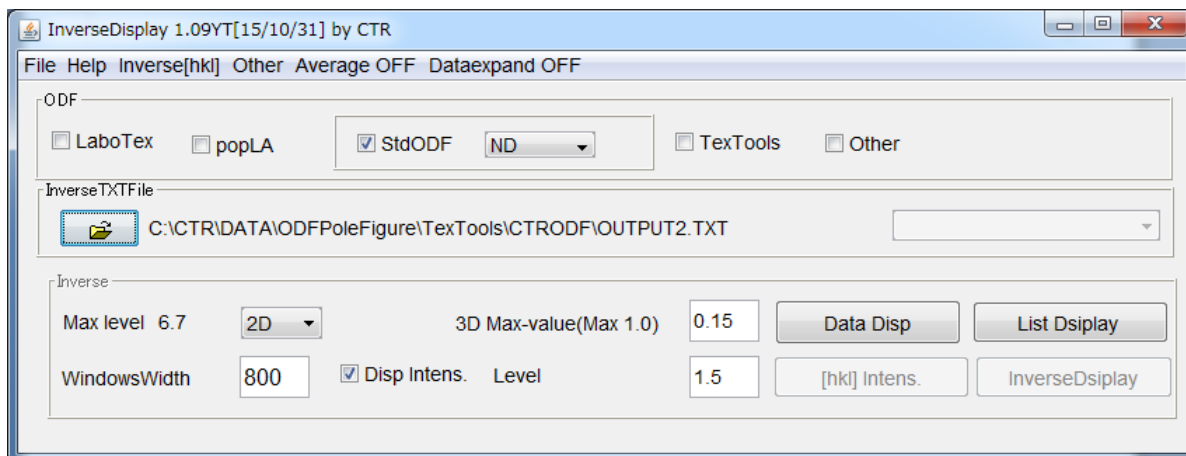 InverseDisplay 1.09YT[15/10/31] by CTR
File Help Inverse[hkl] Other Average OFF Dataexpand OFF
ODF
LaboTex popLA StdODF ND TexTools Other
InverseTXTFile
C:\CTR\DATA\ODFPoleFigure\TexTools\CTRODF\OUTPUT2.TXT
Inverse
Max level 6.7 2D 3D Max-value(Max 1.0) 0.15 Data Disp List Dsiplay
WindowsWidth 800 Disp Intens. Level 1.5 [hkl] Intens. InverseDsiplay